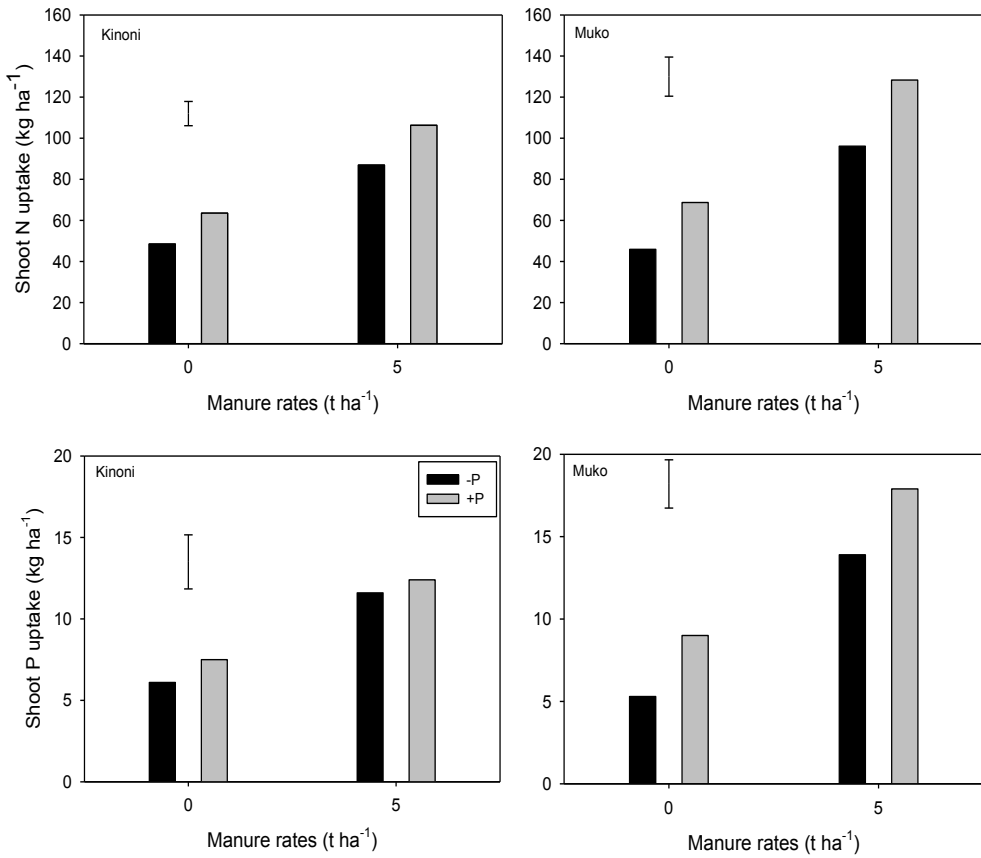 Kinoni
Shoot N uptake (kg ha⁻¹)
160
140
120
100
80
60
40
20
0
0 5
Manure rates (t ha⁻¹)
Muko
160
140
120
100
80
60
40
20
0
0 5
Manure rates (t ha⁻¹)
Kinoni
-P
+P
Shoot P uptake (kg ha⁻¹)
20
15
10
5
0
0 5
Manure rates (t ha⁻¹)
Muko
20
15
10
5
0
0 5
Manure rates (t ha⁻¹)